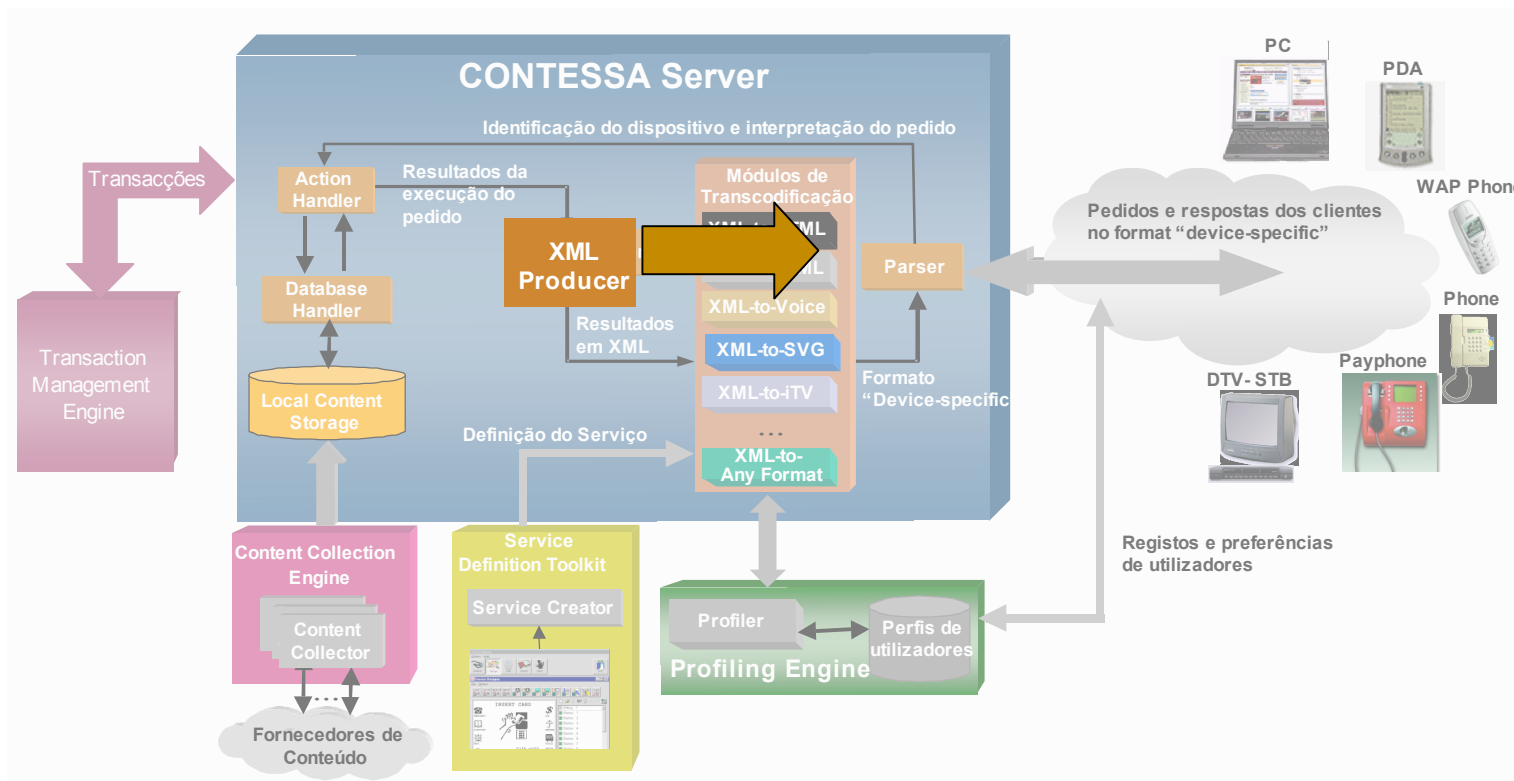 CONTESSA Server
Identificação do dispositivo e interpretação do pedido
Transacções
Action
Handler
Resultados da
execução do
pedido
Módulos de
Transcodificação
XML
Producer
XML-to-Voice
XML-to-SVG
XML-to-iTV
...
XML-to-
Any Format
Parser
Database
Handler
Resultados
em XML
Formato
“Device-specific
Local Content
Storage
Definição do Serviço
Transaction
Management
Engine
PC
PDA
WAP Phone
Pedidos e respostas dos clientes
no format “device-specific”
Phone
Payphone
DTV- STB
Registos e preferências
de utilizadores
Content Collection
Engine
Content
Collector
.....
Fornecedores de
Conteúdo
Service
Definition Toolkit
Service Creator
INSERT CARD
Profiler
Perfis de
utilizadores
Profiling Engine